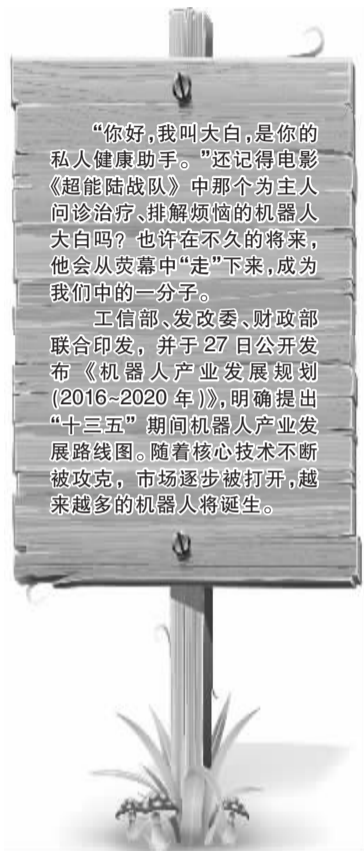 “你好,我叫大白,是你的
私人健康助手。”还记得电影
《超能陆战队》中那个为主人
问诊治疗、排解烦恼的机器人
大白吗？也许在不久的将来，
他会从荧幕中“走”下来,成为
我们中的一分子。
工信部、发改委、财政部
联合印发，并于 27 日公开发
布《机器人产业发展规划
(2016~2020 年)》,明确提出
“十三五”期间机器人产业发
展路线图。随着核心技术不断
被攻克，市场逐步被打开,越
来越多的机器人将诞生。